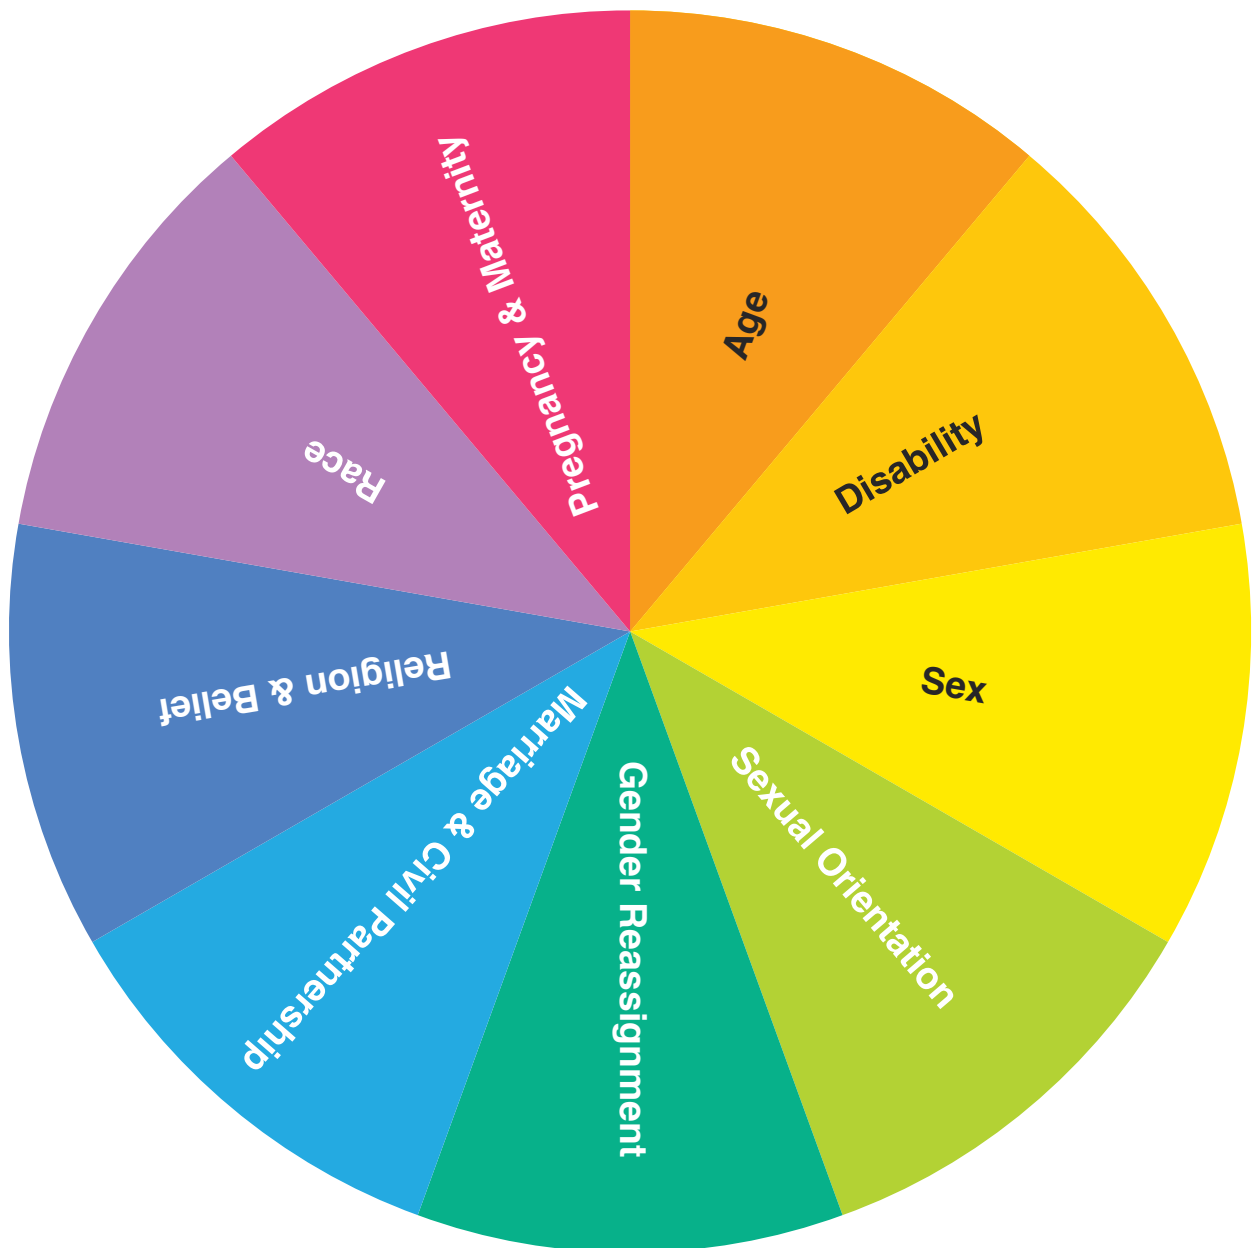 Age
Disability
Sex
Sexual Orientation
Gender Reassignment
Marriage & Civil Partnership
Religion & Belief
Race
Pregnancy & Maternity